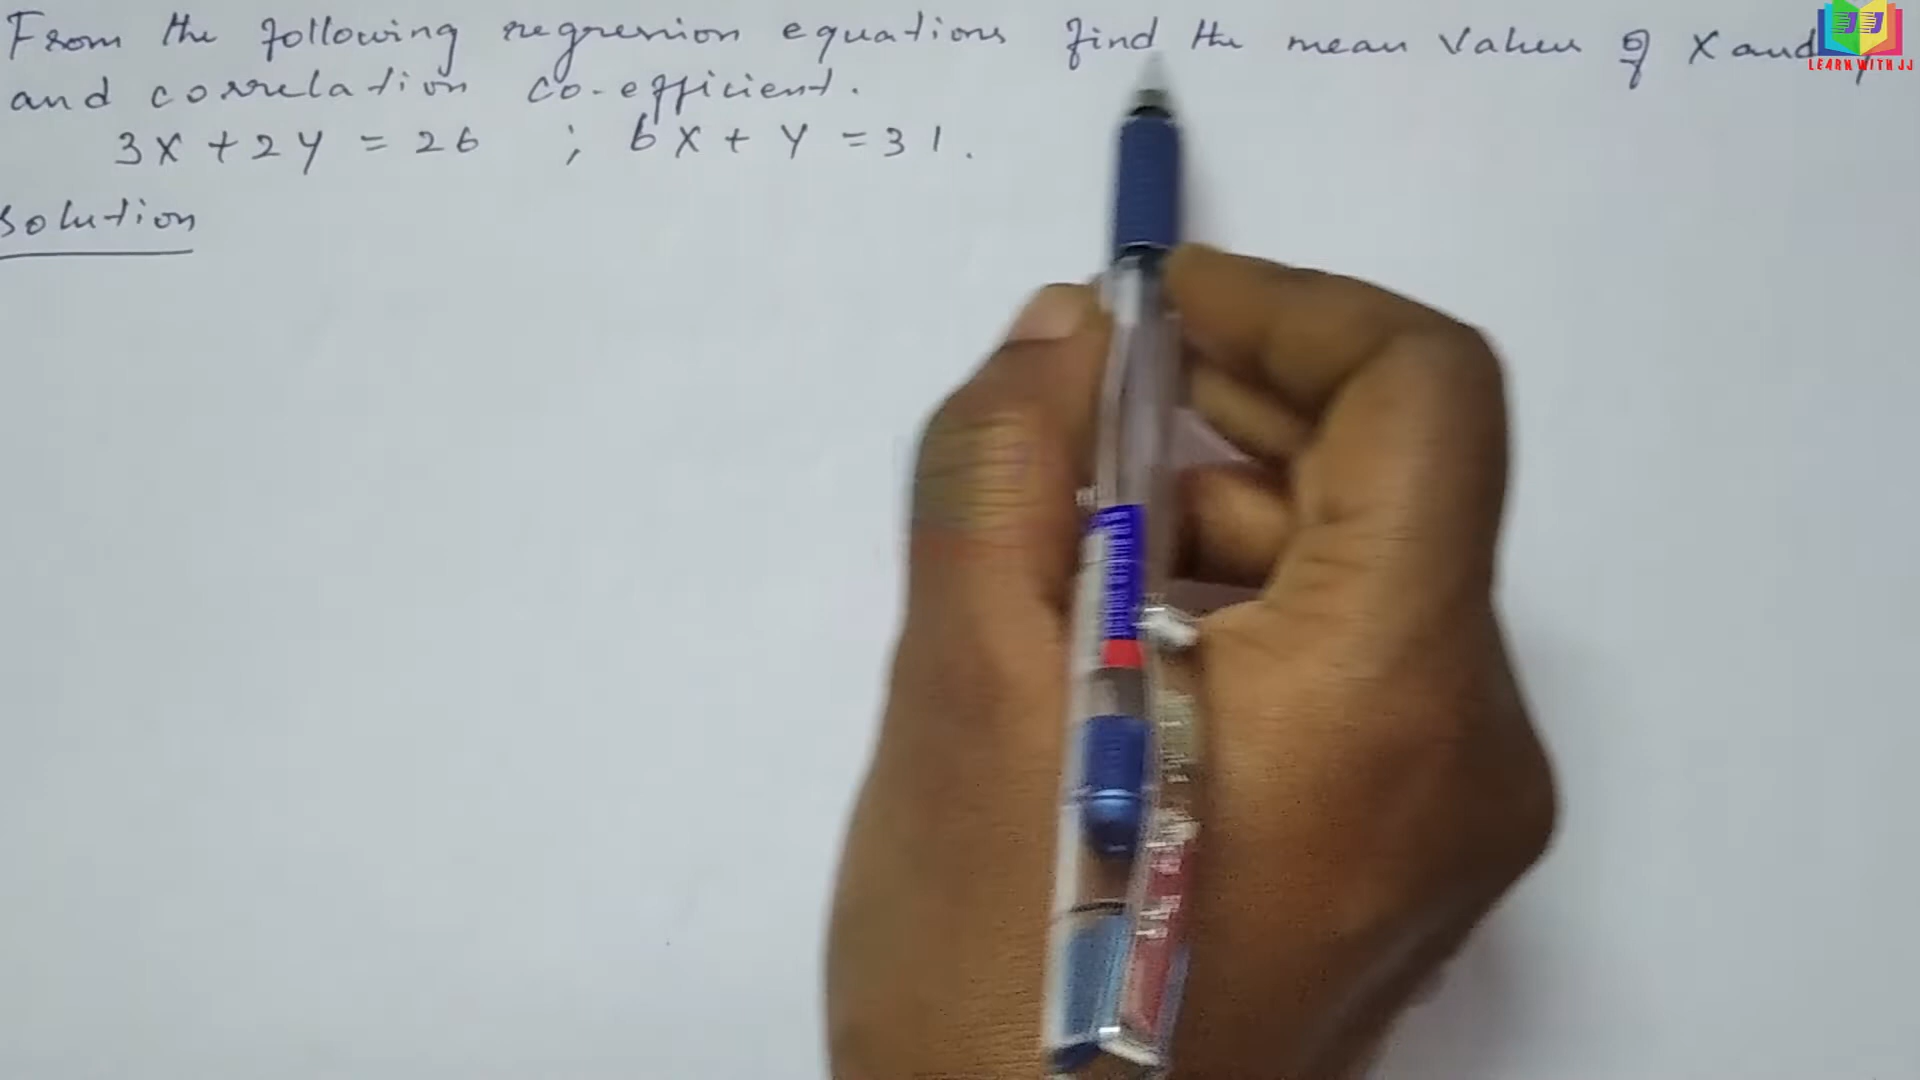 From the following regression equations find the mean values of X and
and correlation co-efficient.
3X + 2Y = 26 ; 6X + Y = 31.
Solution
LEARN WITH JJ